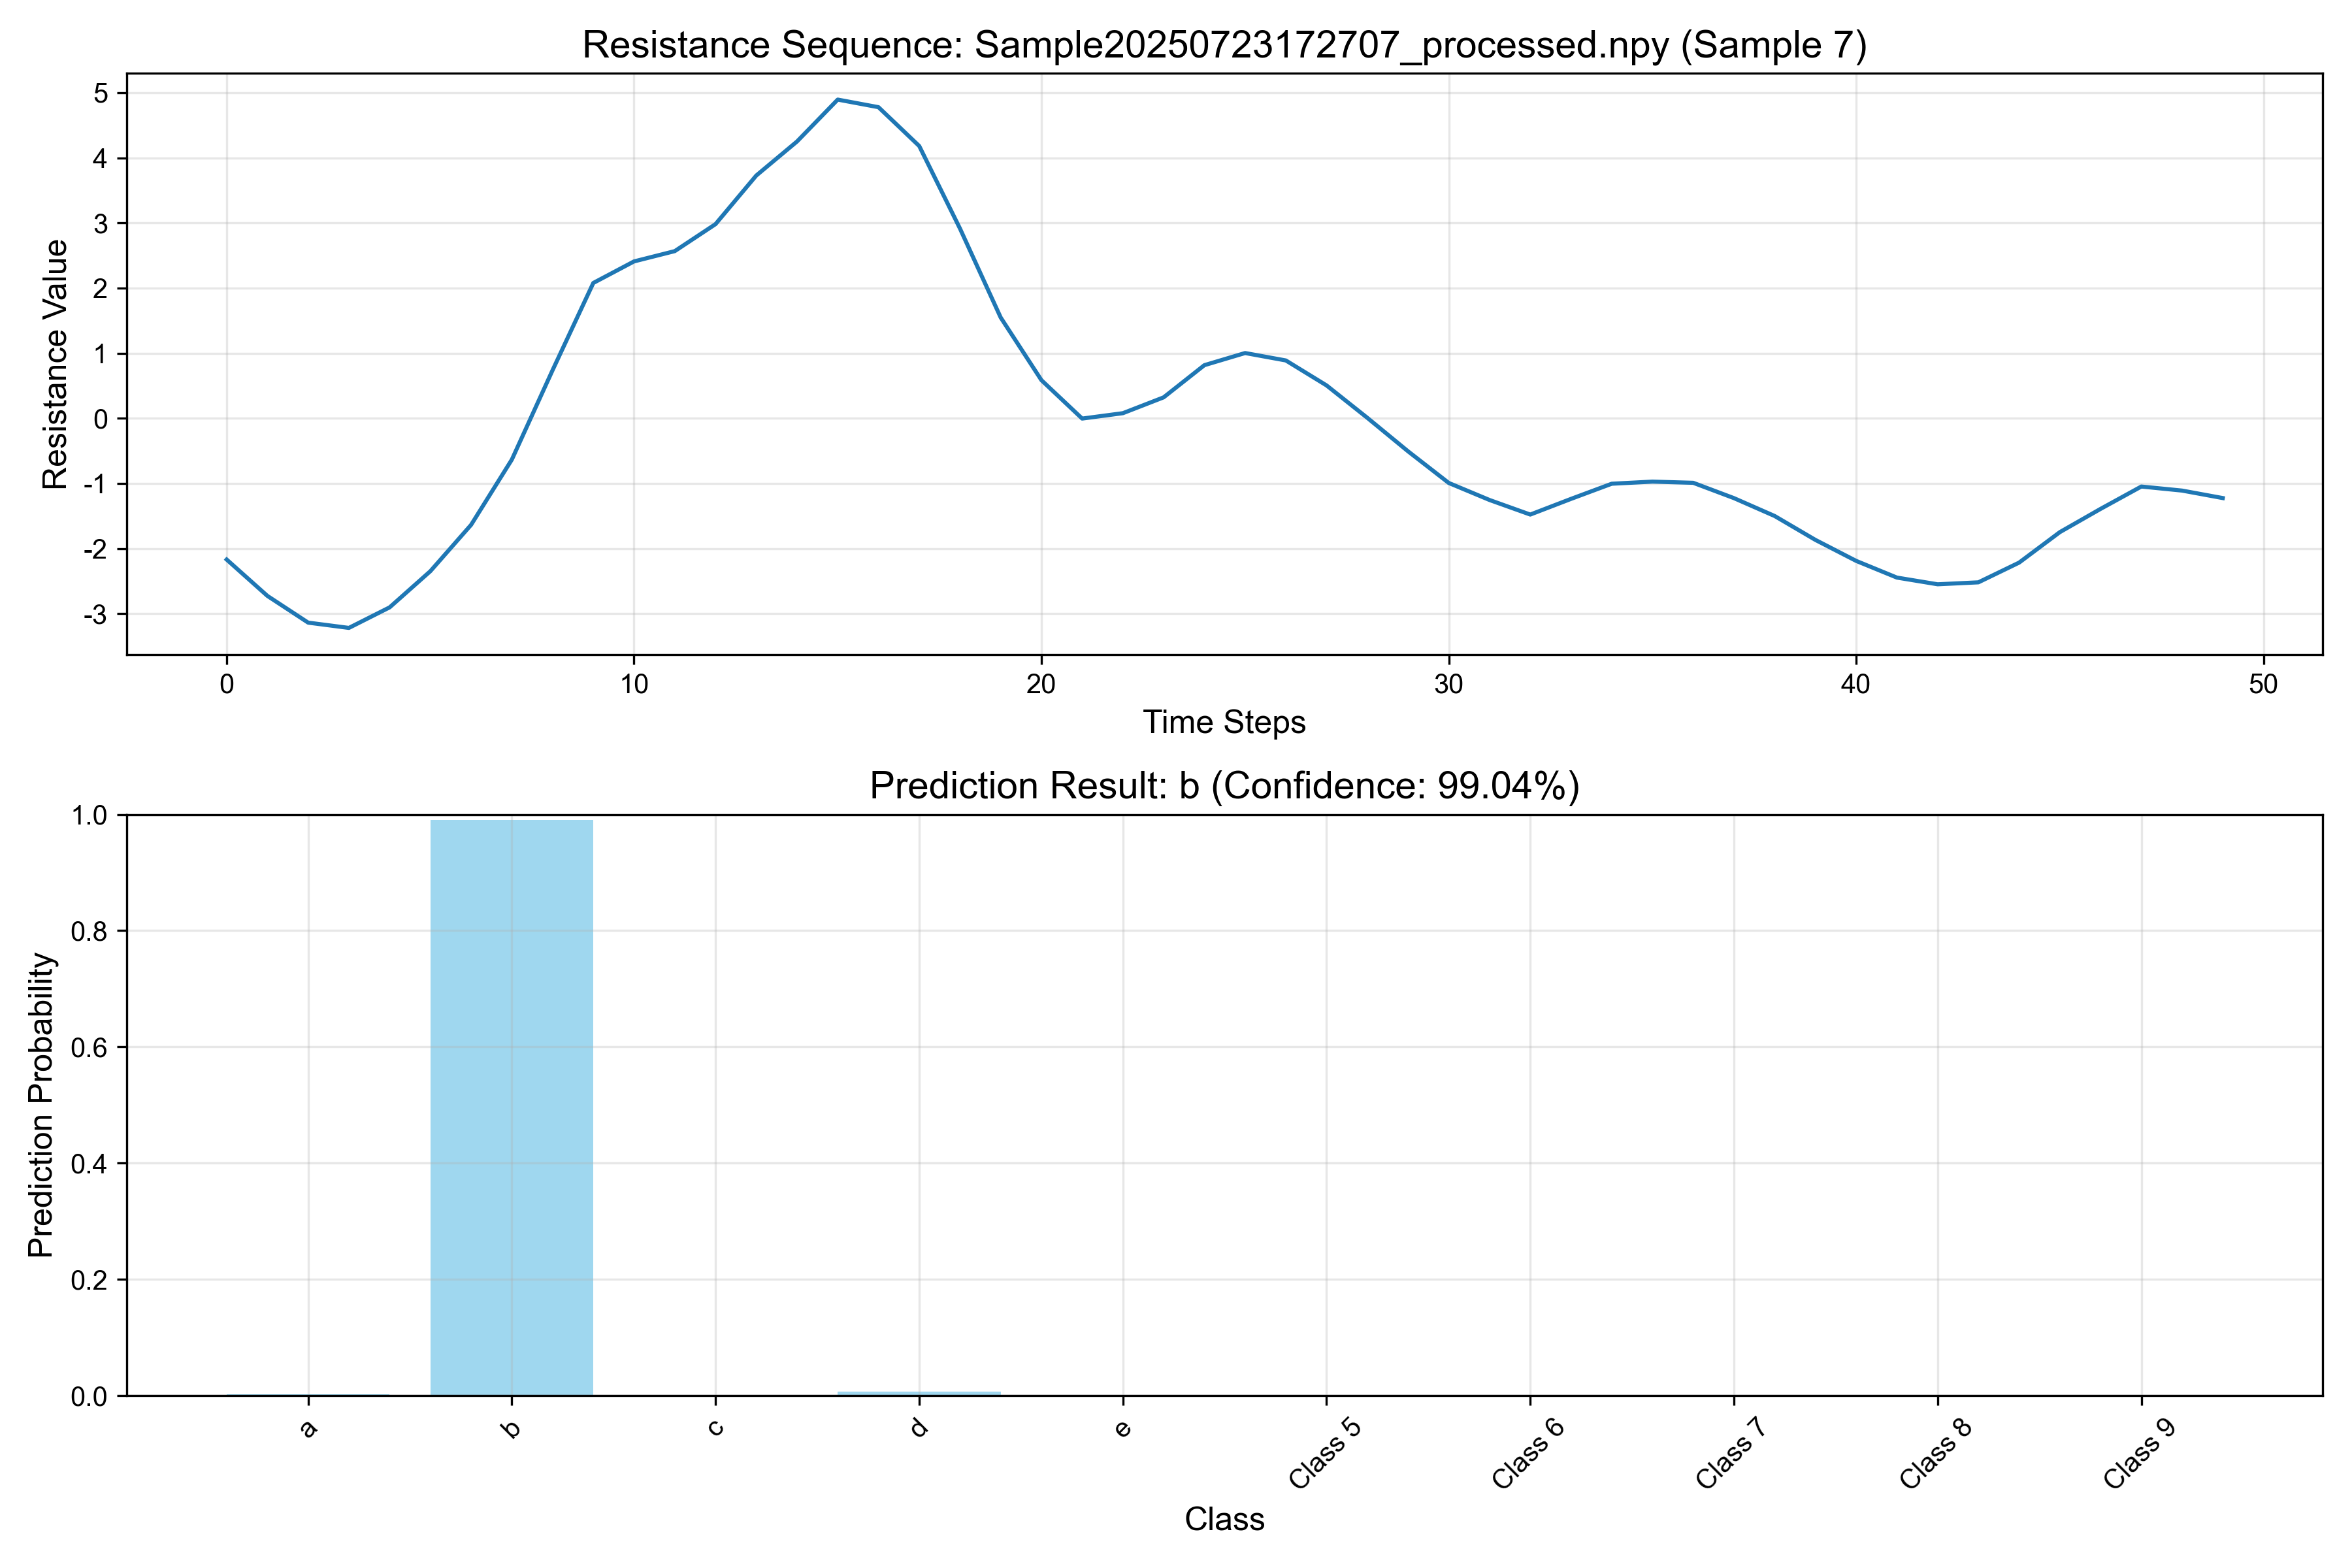 Resistance Sequence: Sample20250723172707_processed.npy (Sample 7)
Resistance Value
5
4
3
2
1
0
-1
-2
-3
0 10 20 30 40 50
Time Steps
Prediction Result: b (Confidence: 99.04%)
Prediction Probability
1.0
0.8
0.6
0.4
0.2
0.0
a b c d e Class 5 Class 6 Class 7 Class 8 Class 9
Class